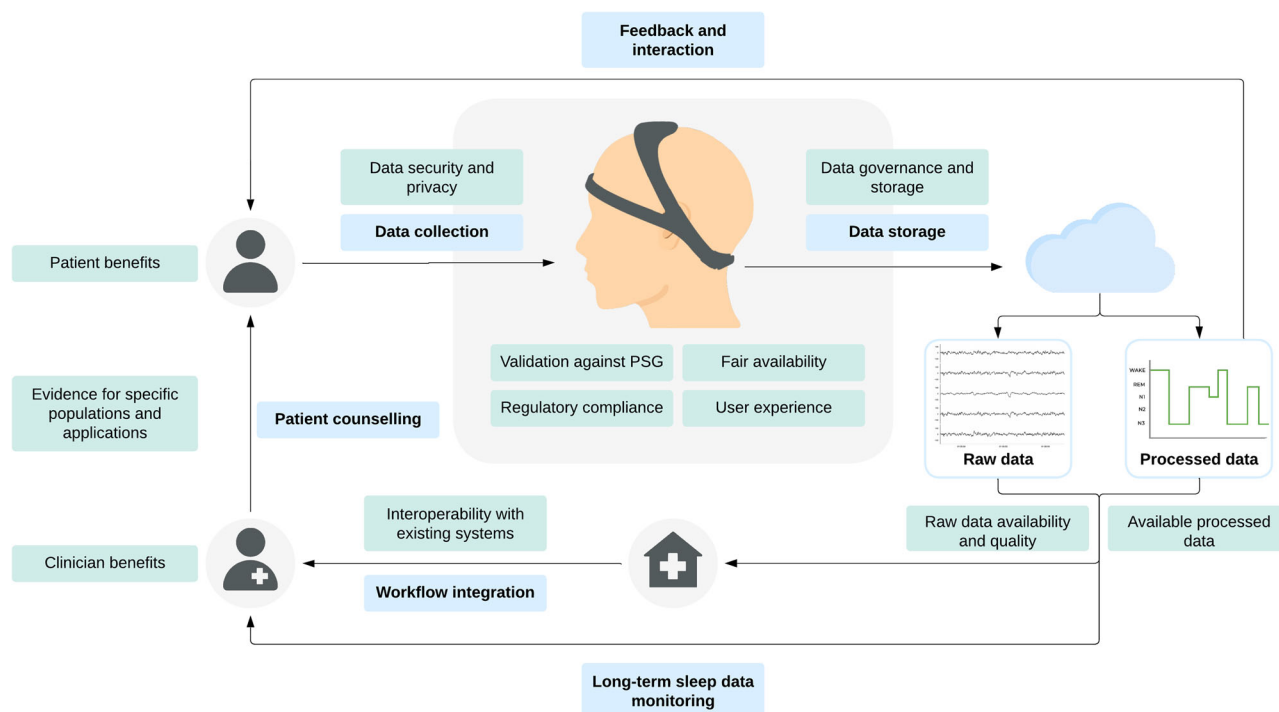 Feedback and
interaction
Data security and
privacy
Data collection
Data governance and
storage
Data storage
Patient benefits
Validation against PSG
Fair availability
Regulatory compliance
User experience
Evidence for specific
populations and
applications
Patient counselling
WAKE
REM
N1
N2
N3
Raw data
Processed data
Interoperability with
existing systems
Raw data availability
and quality
Available processed
data
Clinician benefits
Workflow integration
Long-term sleep data
monitoring